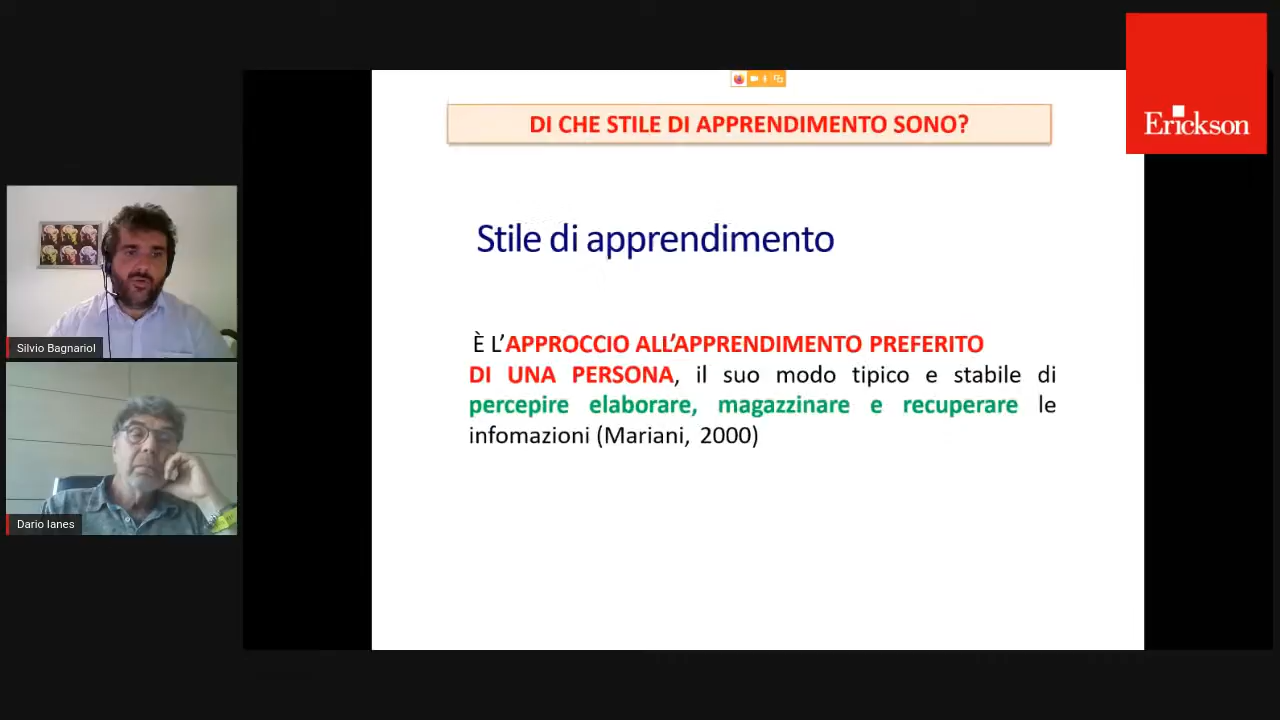 DI CHE STILE DI APPRENDIMENTO SONO?
Erickson
Stile di apprendimento
È L’APPROCCIO ALL’APPRENDIMENTO PREFERITO
DI UNA PERSONA, il suo modo tipico e stabile di
percepire elaborare, magazzinare e recuperare le
infomazioni (Mariani, 2000)
Silvio Bagnariol
Dario Ianes